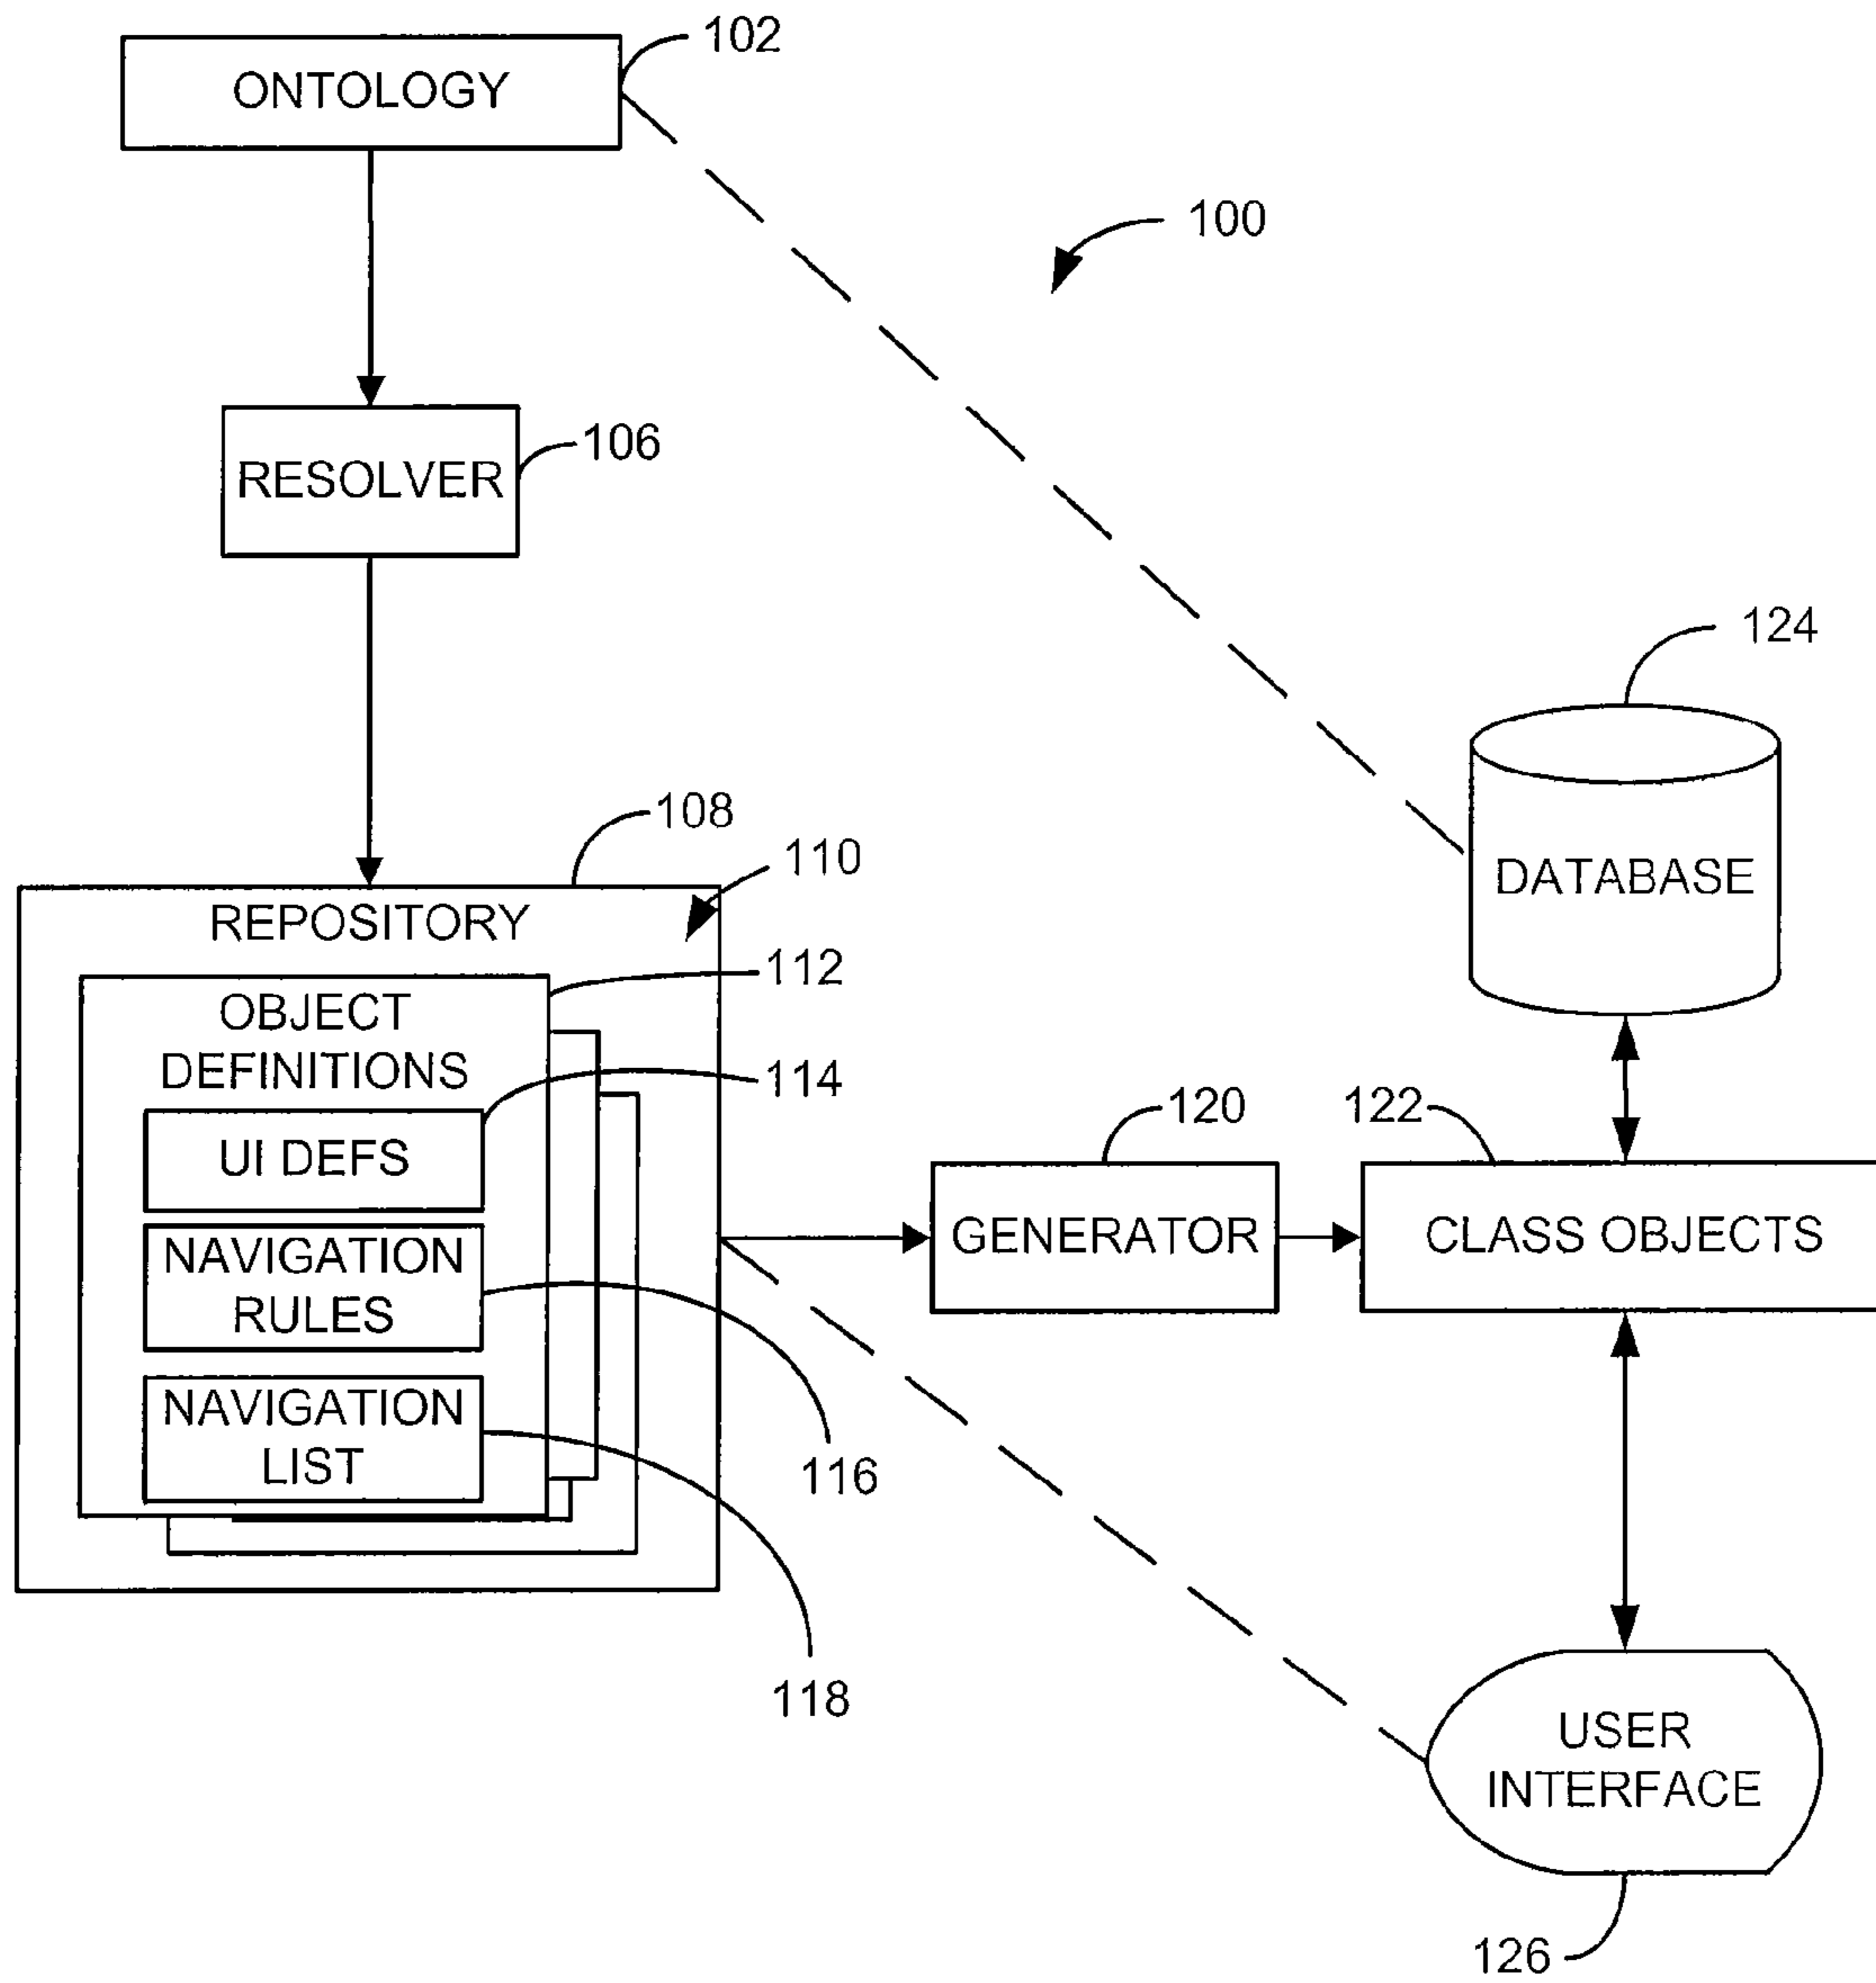 102
ONTOLOGY
100
RESOLVER
106
124
108
110
DATABASE
REPOSITORY
112
OBJECT
DEFINITIONS
114
UI DEFS
120
122
NAVIGATION
RULES
GENERATOR
CLASS OBJECTS
NAVIGATION
LIST
116
118
USER
INTERFACE
126